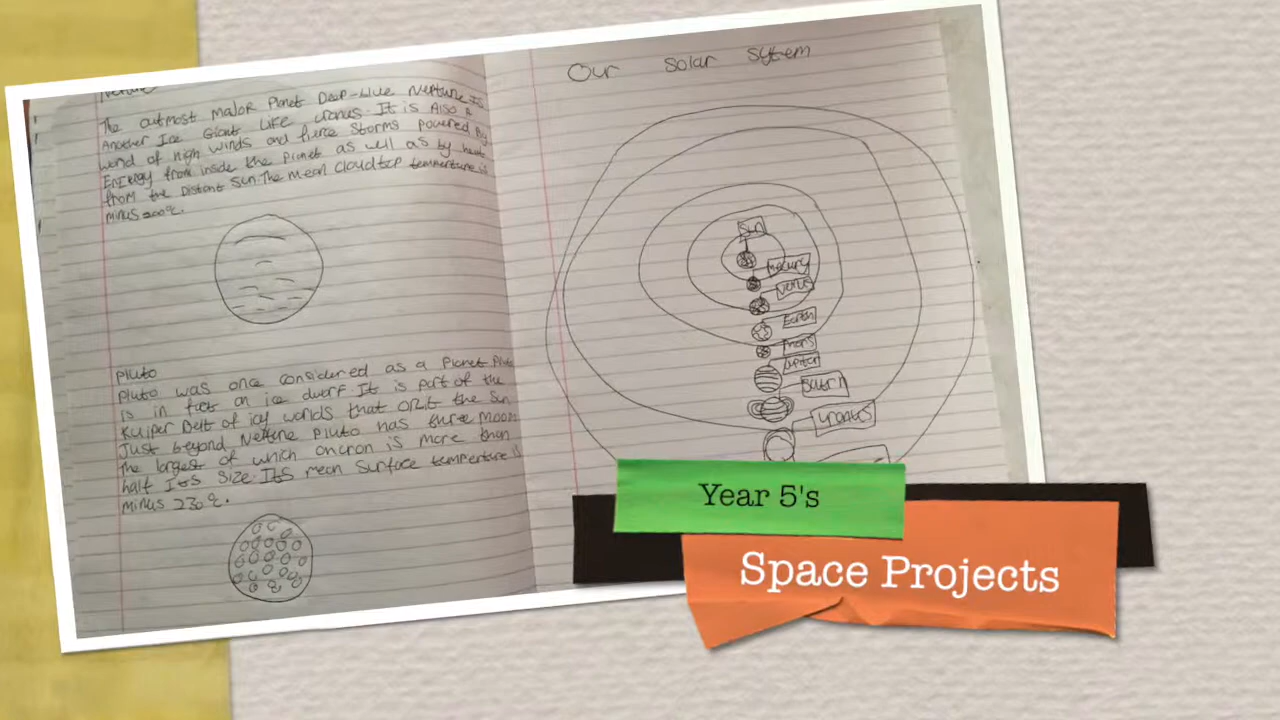 Neptune
The outmost Major Planet Deep-blue Neptune Is
Another Ice Giant Like Uranus. It is Also a
world of high winds and fierce Storms Powered By
Energy from inside the Planet as well as by heat
from the Distant Sun. The mean Cloudtop temperture is
minus 200°c.
Pluto
Pluto was once considered as a Planet Pluto
is in fact an ice dwarf. It is part of the
Kuiper Belt of icy worlds that orbit the Sun
Just beyond Neptune Pluto has three moons
The largest of which is more than
half Its Size. Its mean Surface temperture is
minus 230°c.
Our solar system
Sun
Mercury
Venus
Earth
Mars
Jupiter
Saturn
Uranus
Year 5's
Space Projects